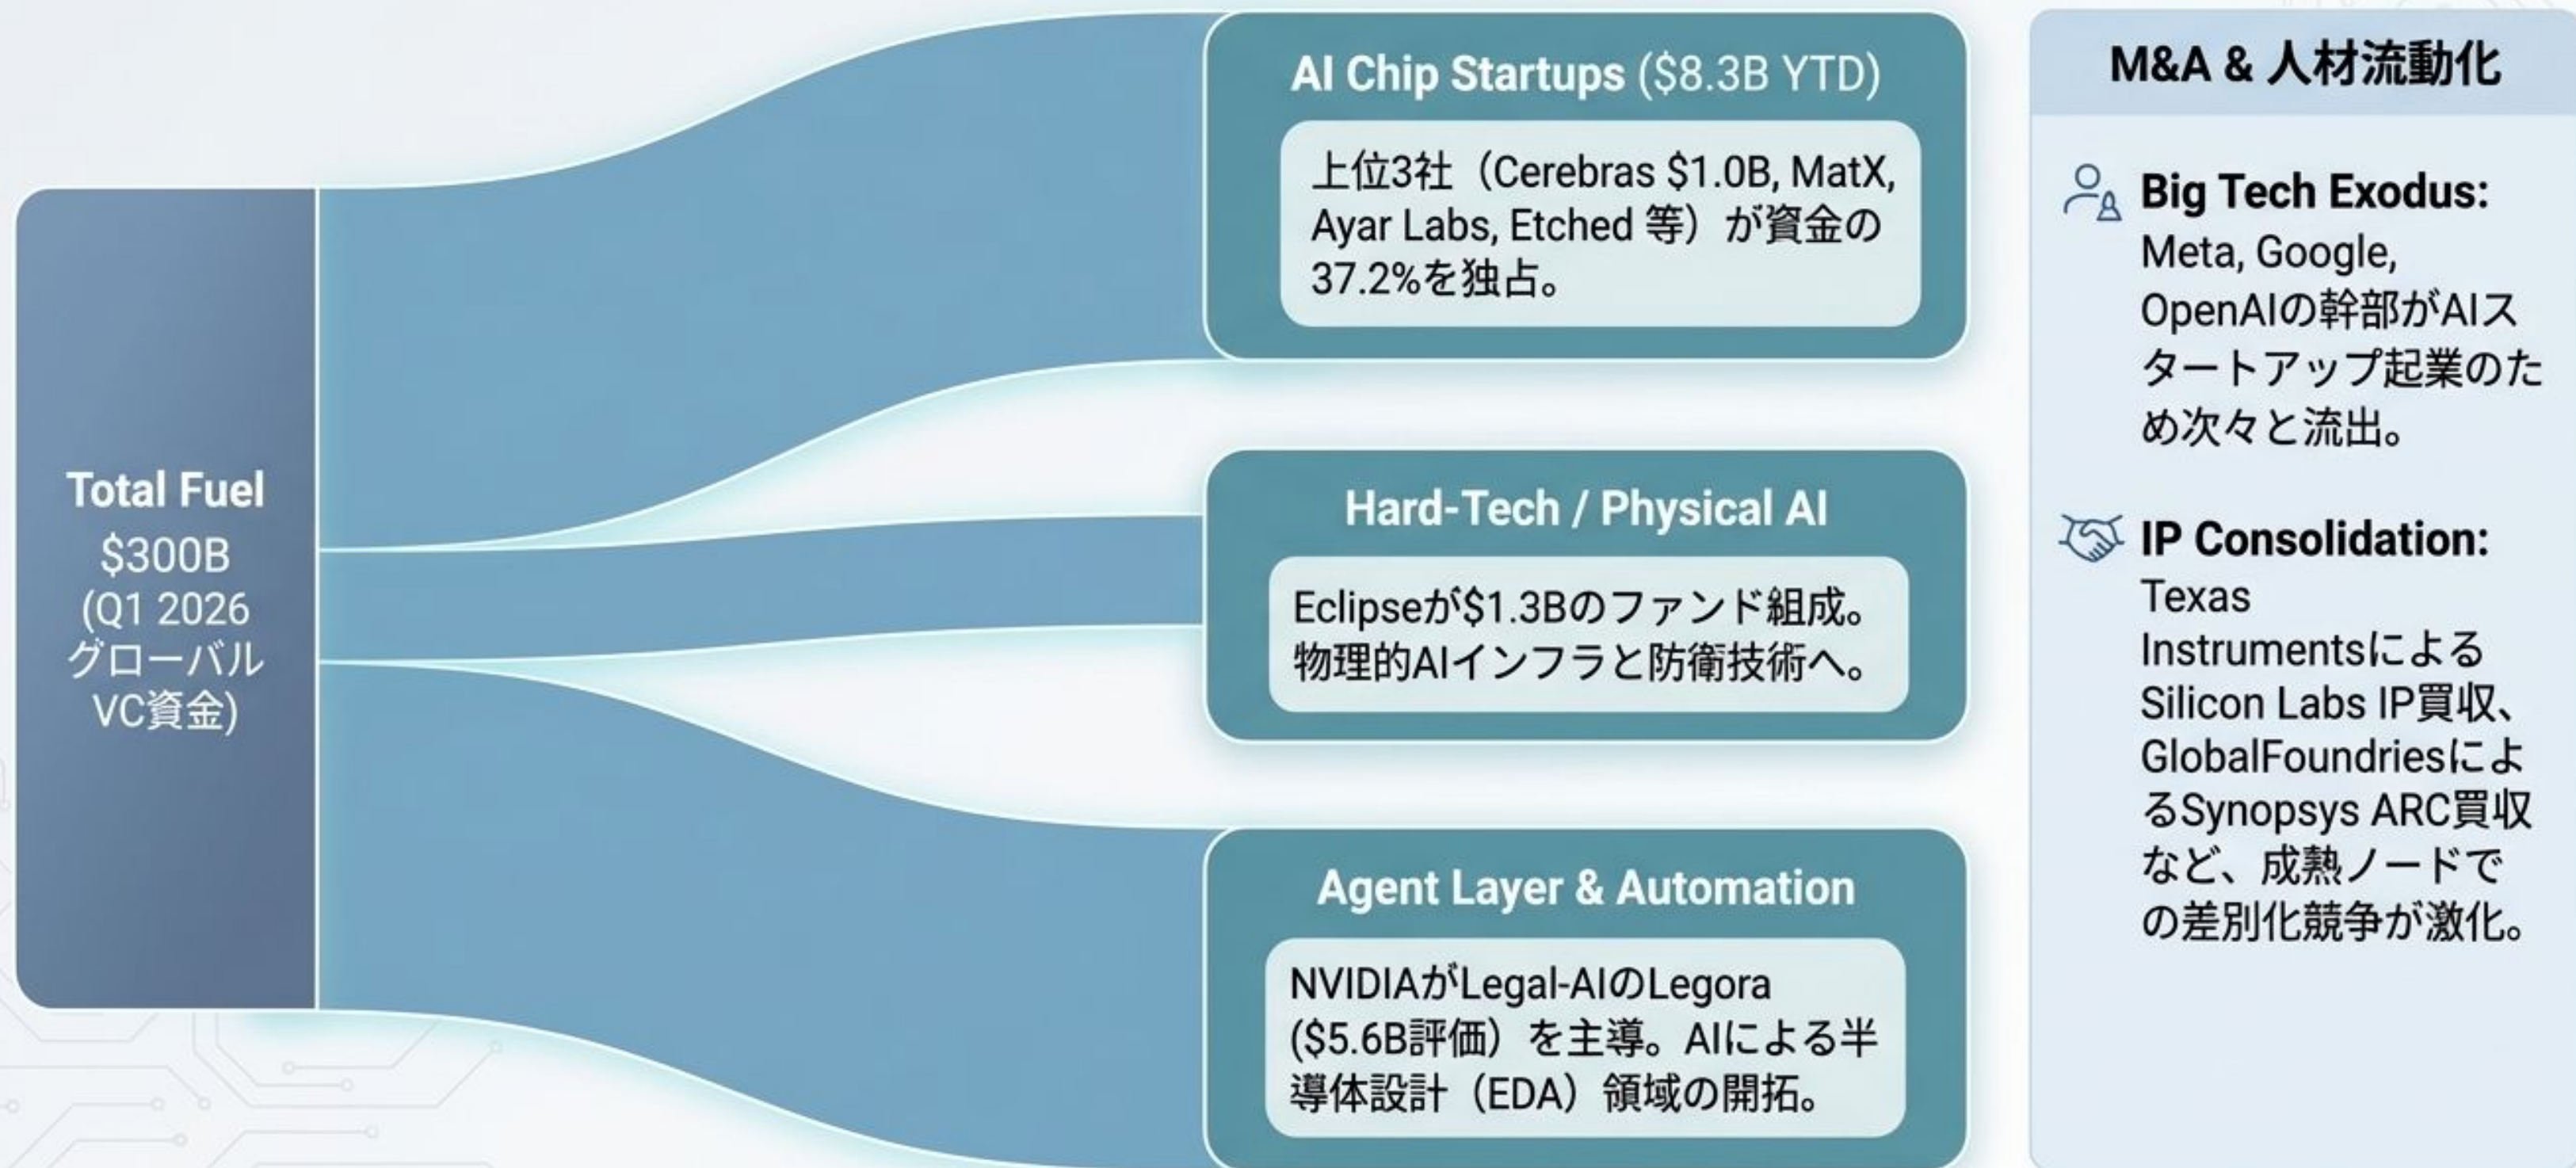 Total Fuel
$300B
(Q1 2026
グローバル
VC資金)
AI Chip Startups ($8.3B YTD)
上位3社（Cerebras $1.0B, MatX,
Ayar Labs, Etched 等）が資金の
37.2%を独占。
Hard-Tech / Physical AI
Eclipseが$1.3Bのファンド組成。
物理的AIインフラと防衛技術へ。
Agent Layer & Automation
NVIDIAがLegal-AIのLegora
($5.6B評価）を主導。AIによる半
導体設計（EDA）領域の開拓。
M&A & 人材流動化
Big Tech Exodus:
Meta, Google,
OpenAIの幹部がAIス
タートアップ起業のた
め次々と流出。
IP Consolidation:
Texas
Instrumentsによる
Silicon Labs IP買収、
GlobalFoundriesによ
るSynopsys ARC買収
など、成熟ノードで
の差別化競争が激化。